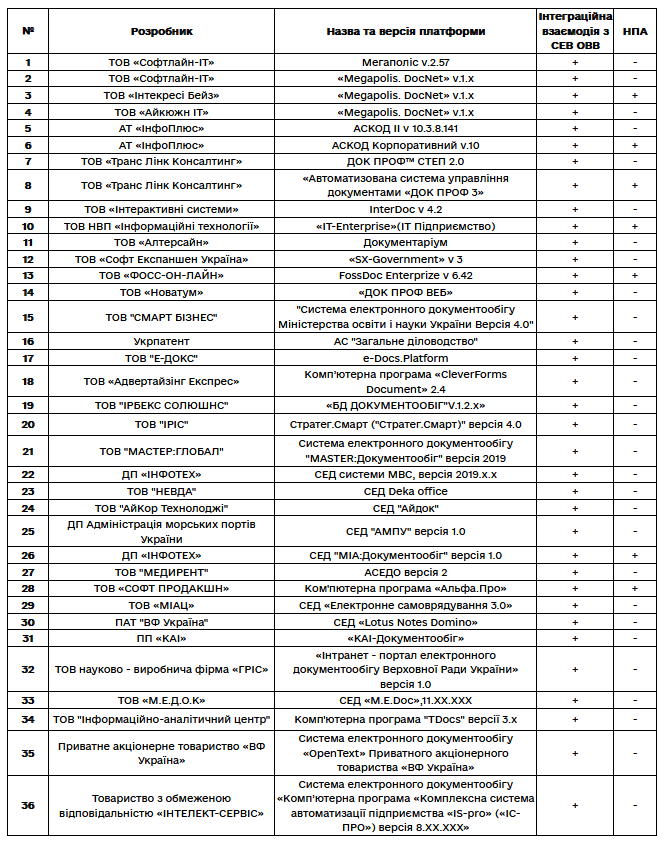 № Розробник Назва та версія платформи Інтеграційна взаємодія з СЕВ ОВВ НПА
1 ТОВ «Софтлайн-ІТ» Мегаполіс v.2.57 + -
2 ТОВ «Софтлайн-ІТ» «Megapolis. DocNet» v.1.x + -
3 ТОВ «Інтекресі Бейз» «Megapolis. DocNet» v.1.x + +
4 ТОВ «Айкюжн ІТ» «Megapolis. DocNet» v.1.x + -
5 АТ «ІнфоПлюс» АСКОД II v 10.3.8.141 + -
6 АТ «ІнфоПлюс» АСКОД Корпоративний v.10 + +
7 ТОВ «Транс Лінк Консалтинг» ДОК ПРОФ™ СТЕП 2.0 + -
8 ТОВ «Транс Лінк Консалтинг» «Автоматизована система управління
документами «ДОК ПРОФ 3» + +
9 ТОВ «Інтерактивні системи» InterDoc v 4.2 + -
10 ТОВ НВП «Інформаційні технології» «IT-Enterprise»(ІТ Підприємство) + +
11 ТОВ «Алтерсайн» Документаріум + -
12 ТОВ «Софт Експаншен Україна» «SX-Government» v 3 + -
13 ТОВ «ФОСС-ОН-ЛАЙН» FossDoc Enterprize v 6.42 + +
14 ТОВ «Новатум» «ДОК ПРОФ ВЕБ» + -
15 ТОВ "СМАРТ БІЗНЕС" "Система електронного документообігу
Міністерства освіти і науки України Версія 4.0" + -
16 Укрпатент АС "Загальне діловодство" + -
17 ТОВ "Е-ДОКС" e-Docs.Platform + -
18 ТОВ «Адвертайзінг Експрес» Комп'ютерна програма «CleverForms
Document» 2.4 + -
19 ТОВ "ІРБЕКС СОЛЮШНС" «БД ДОКУМЕНТООБІГ"V.1.2.x» + -
20 ТОВ "ІРІС" Стратег.Смарт ("Стратег.Смарт)" версія 4.0 + -
21 ТОВ "МАСТЕР:ГЛОБАЛ" Система електронного документообігу
"MASTER:Документообіг" версія 2019 + -
22 ДП «ІНФОТЕХ» СЕД системи МВС, версія 2019.x.x + -
23 ТОВ "НЕВДА" СЕД Deka office + -
24 ТОВ "АйКор Технолоджі" СЕД "Айдок" + -
25 ДП Адміністрація морських портів
України СЕД "АМПУ" версія 1.0 + -
26 ДП «ІНФОТЕХ» СЕД "МІА:Документообіг" версія 1.0 + +
27 ТОВ "МЕДИРЕНТ" АСЕДО версія 2 + -
28 ТОВ «СОФТ ПРОДАКШН» Ком'пютерна програма «Альфа.Про» + +
29 ТОВ «МІАЦ» СЕД «Електронне самоврядування 3.0» + -
30 ПАТ "ВФ Україна" СЕД «Lotus Notes Domino» + -
31 ПП «КАІ» «КАІ-Документообіг» + -
32 ТОВ науково - виробнича фірма «ГРІС» «Інтранет - портал електронного
документообігу Верховної Ради України»
версія 1.0 + -
33 ТОВ «М.Е.Д.О.К» СЕД «M.E.Doc»,11.XX.XXX + -
34 ТОВ "Інформаційно-аналітичний центр" Комп'ютерна програма "TDocs" версії 3.x + -
35 Приватне акціонерне товариство «ВФ
Україна» Система електронного документообігу
«OpenText» Приватного акціонерного
товариства «ВФ Україна» + -
36 Товариство з обмеженою
відповідальністю «ІНТЕЛЕКТ-СЕРВІС» Система електронного документообігу
«Комп'ютерна програма «Комплексна система
автоматизації підприємства «IS-pro» («ІС-
ПРО») версія 8.XX.XXX» + -